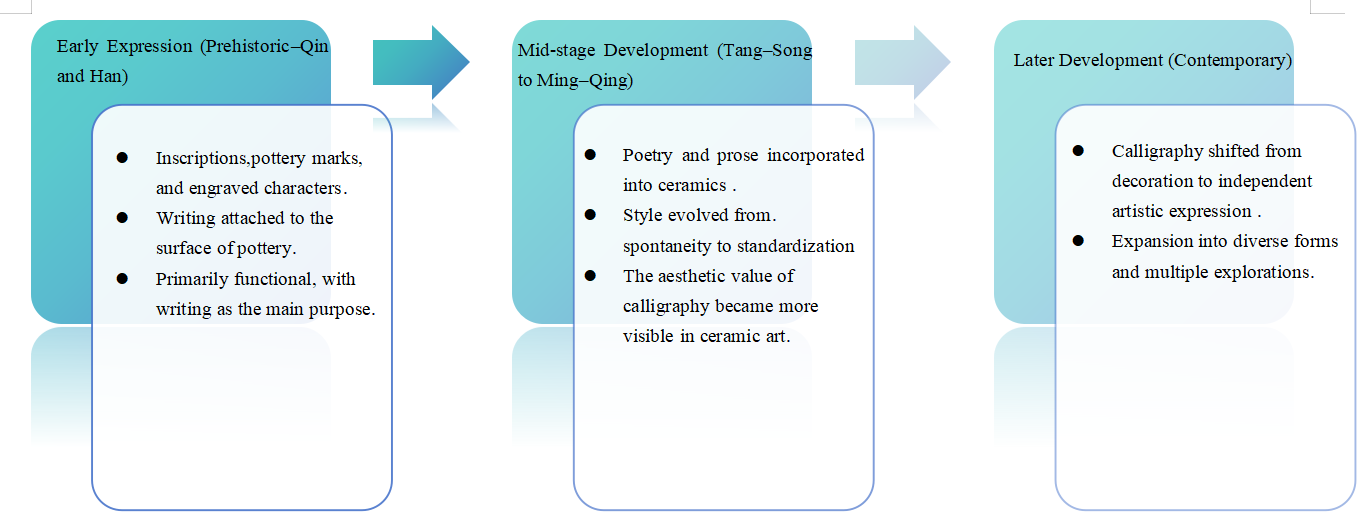 Early Expression (Prehistoric–Qin
and Han)
● Inscriptions,pottery marks,
and engraved characters.
● Writing attached to the
surface of pottery.
● Primarily functional, with
writing as the main purpose.
Mid-stage Development (Tang–Song
to Ming–Qing)
● Poetry and prose incorporated
into ceramics .
● Style evolved from.
spontaneity to standardization
● The aesthetic value of
calligraphy became more
visible in ceramic art.
Later Development (Contemporary)
● Calligraphy shifted from
decoration to independent
artistic expression .
● Expansion into diverse forms
and multiple explorations.